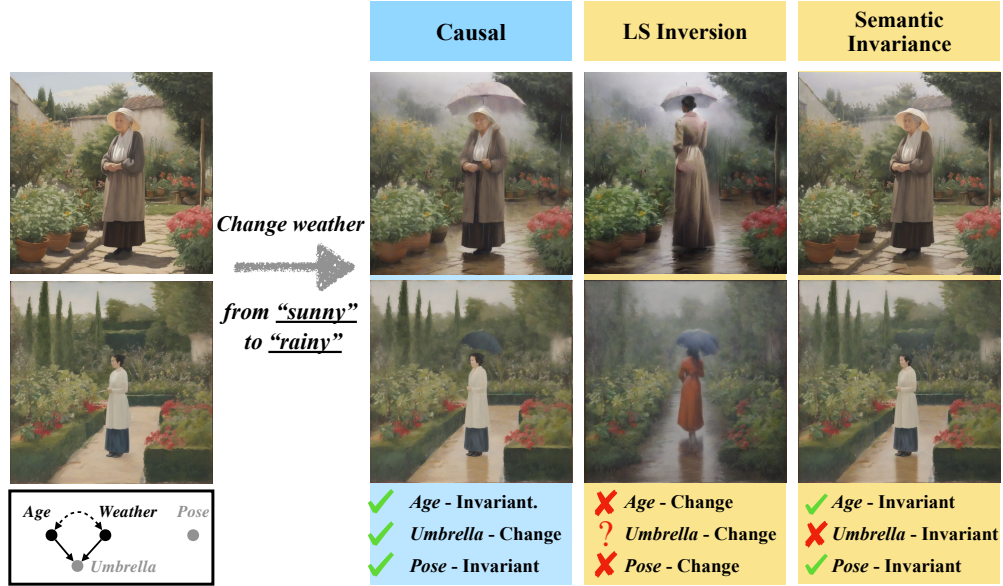 Causal
LS Inversion
Semantic
Invariance
Change weather
from "sunny"
to "rainy"
Age
Weather
Pose
Umbrella
Age - Invariant.
Umbrella - Change
Pose - Invariant
Age - Change
? Umbrella - Change
Pose - Change
Age - Invariant
Umbrella - Invariant
Pose - Invariant